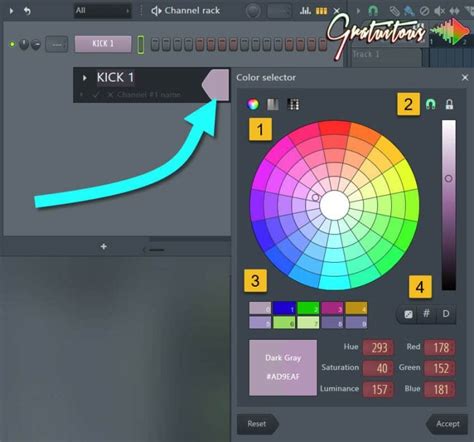 All
Channel rack
Gratuitous
KICK 1
Track 1
KICK 1
Channel #1 name
Color selector
1
2
3
4
0
1
2
3
4
5
6
7
8
9
# D
Dark Gray
#AD9EAF
Hue 293 Red 178
Saturation 40 Green 152
Luminance 157 Blue 181
Reset
Accept